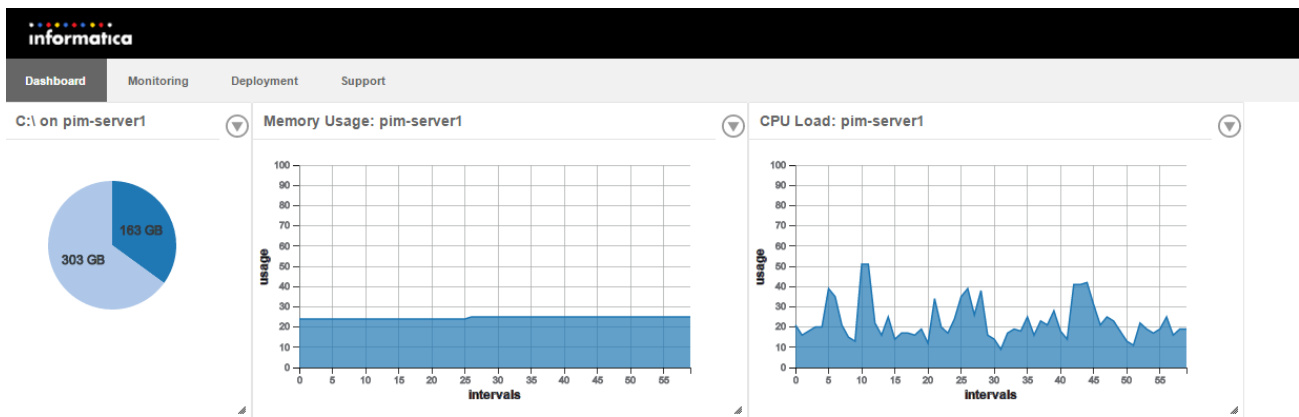 informatica
Dashboard Monitoring Deployment Support
C:\ on pim-server1
163 GB
303 GB
Memory Usage: pim-server1
100
90
80
70
60
50
40
30
20
10
0
usage
0 5 10 15 20 25 30 35 40 45 50 55
intervals
CPU Load: pim-server1
100
90
80
70
60
50
40
30
20
10
0
usage
0 5 10 15 20 25 30 35 40 45 50 55
intervals